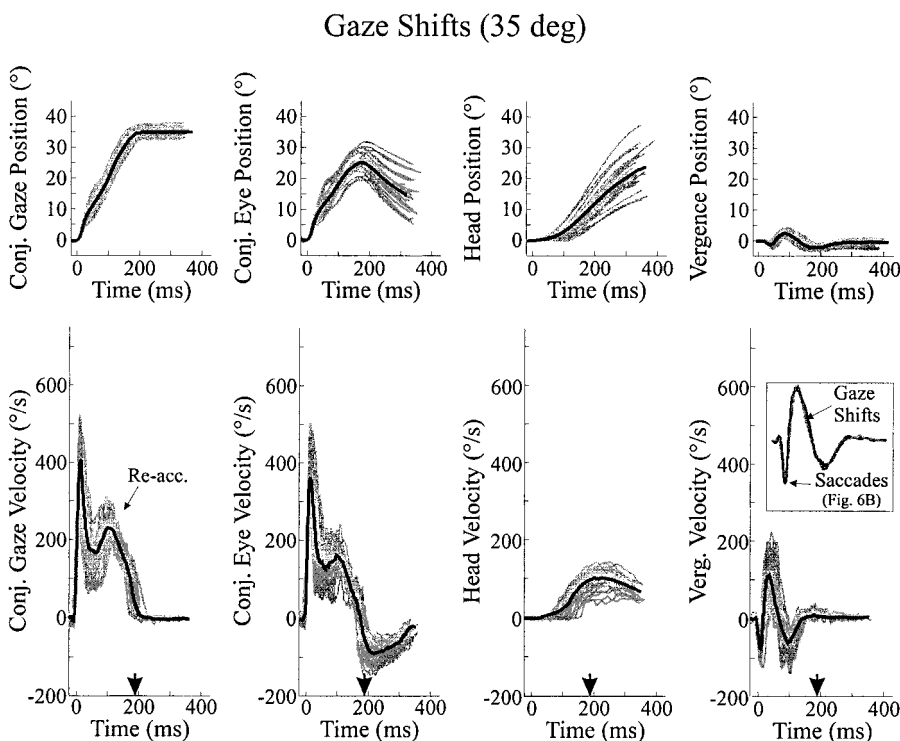 Gaze Shifts (35 deg)
Conj. Gaze Position (°)
40
30
20
10
0
0 200 400
Time (ms)
Conj. Eye Position (°)
40
30
20
10
0
0 200 400
Time (ms)
Head Position (°)
40
30
20
10
0
0 200 400
Time (ms)
Vergence Position (°)
40
30
20
10
0
0 200 400
Time (ms)
Conj. Gaze Velocity (°/s)
600
400
200
0
-200
Re-acc.
0 200 400
Time (ms)
Conj. Eye Velocity (°/s)
600
400
200
0
-200
0 200 400
Time (ms)
Head Velocity (°/s)
600
400
200
0
-200
0 200 400
Time (ms)
Verg. Velocity (°/s)
600
400
200
0
-200
Gaze
Shifts
Saccades
(Fig. 6B)
0 200 400
Time (ms)